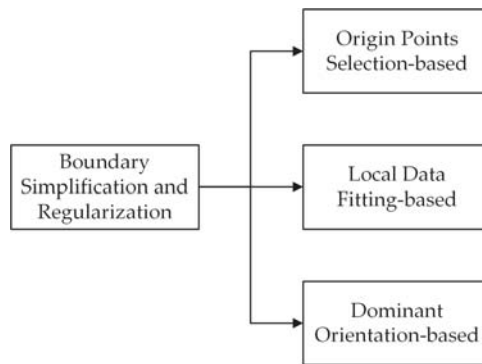 Origin Points
Selection-based
Boundary
Simplification and
Regularization
Local Data
Fitting-based
Dominant
Orientation-based